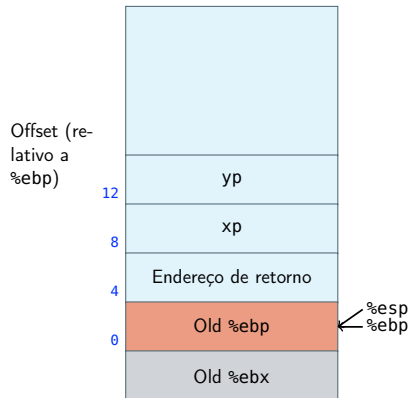 Offset (re-
lativo a
%ebp)
yp
12
xp
8
Endereço de retorno
4
%esp
%ebp
Old %ebp
0
Old %ebx